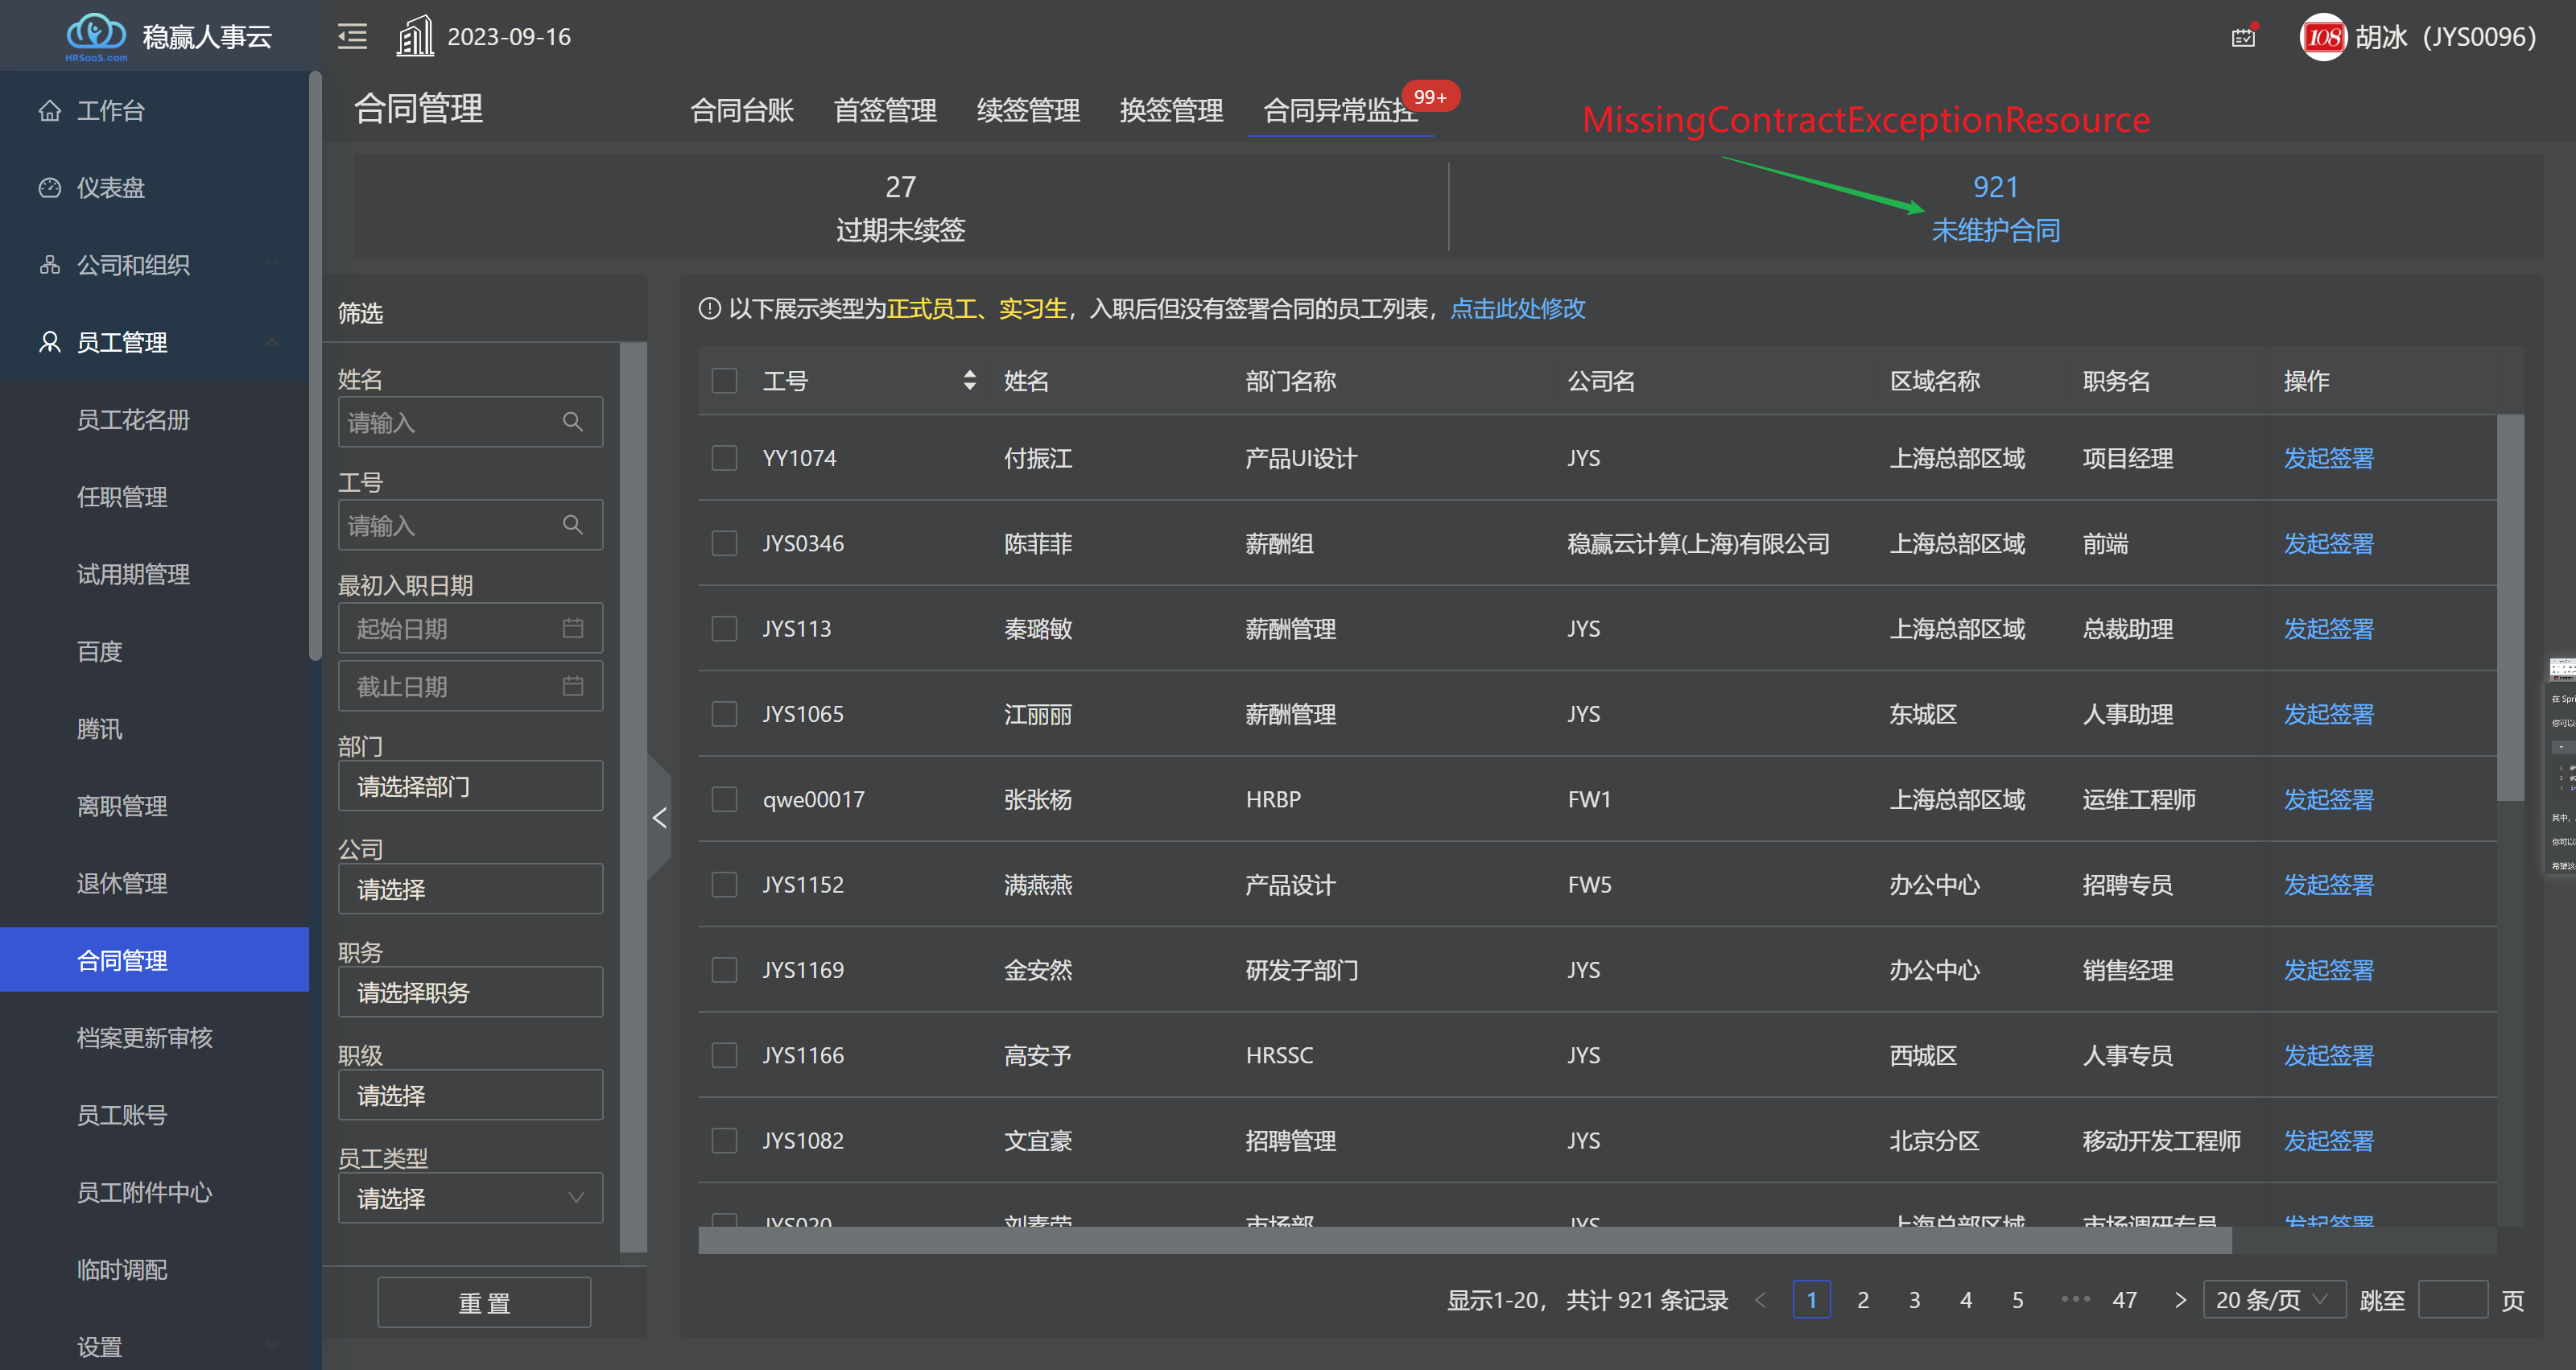 稳赢人事云
HRSaaS.com
2023-09-16
108
胡冰（JYS0096）
工作台
仪表盘
公司和组织
员工管理
员工花名册
任职管理
试用期管理
百度
腾讯
离职管理
退休管理
合同管理
档案更新审核
员工账号
员工附件中心
临时调配
设置
合同管理
合同台账
首签管理
续签管理
换签管理
合同异常监控
99+
MissingContractExceptionResource
27
过期未续签
921
未维护合同
筛选
姓名
请输入
工号
请输入
最初入职日期
起始日期
截止日期
部门
请选择部门
公司
请选择
职务
请选择职务
职级
请选择
员工类型
请选择
重 置
以下展示类型为正式员工、实习生，入职后但没有签署合同的员工列表，点击此处修改
工号 姓名 部门名称 公司名 区域名称 职务名 操作
YY1074 付振江 产品UI设计 JYS 上海总部区域 项目经理 发起签署
JYS0346 陈菲菲 薪酬组 稳赢云计算(上海)有限公司 上海总部区域 前端 发起签署
JYS113 秦璐敏 薪酬管理 JYS 上海总部区域 总裁助理 发起签署
JYS1065 江丽丽 薪酬管理 JYS 东城区 人事助理 发起签署
qwe00017 张张杨 HRBP FW1 上海总部区域 运维工程师 发起签署
JYS1152 满燕燕 产品设计 FW5 办公中心 招聘专员 发起签署
JYS1169 金安然 研发子部门 JYS 办公中心 销售经理 发起签署
JYS1166 高安予 HRSSC JYS 西城区 人事专员 发起签署
JYS1082 文宜豪 招聘管理 JYS 北京分区 移动开发工程师 发起签署
JYS020 刘素荣 市场部 JYS 上海总部区域 市场调研专员 发起签署
显示1-20， 共计 921 条记录 1 2 3 4 5 ••• 47 20 条/页 跳至 页
在 Spri
你可以
其中，
你可以
希望这